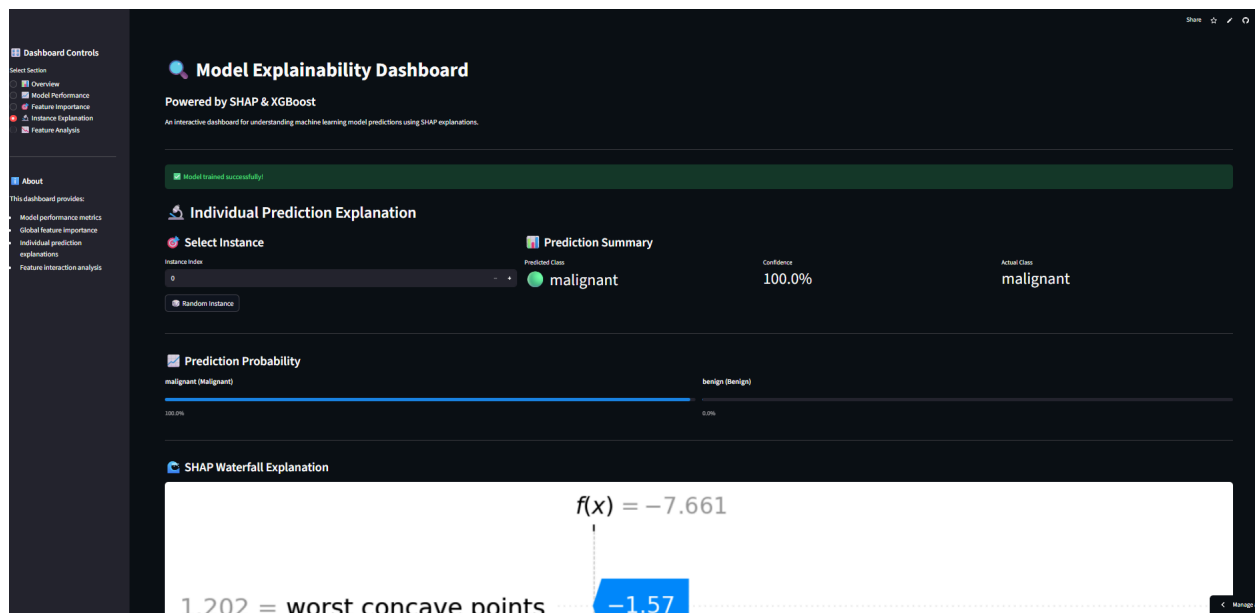 Share
Dashboard Controls
Select Section
Overview
Model Performance
Feature Importance
Instance Explanation
Feature Analysis
About
This dashboard provides:
Model performance metrics
Global feature importance
Individual prediction
explanations
Feature interaction analysis
Model Explainability Dashboard
Powered by SHAP & XGBoost
An interactive dashboard for understanding machine learning model predictions using SHAP explanations.
Model trained successfully!
Individual Prediction Explanation
Select Instance
Instance Index
0
- +
Random Instance
Prediction Summary
Predicted Class
malignant
Confidence
100.0%
Actual Class
malignant
Prediction Probability
malignant (Malignant)
100.0%
benign (Benign)
0.0%
SHAP Waterfall Explanation
f(x) = −7.661
1.202 = worst concave points
−1.57
Manage